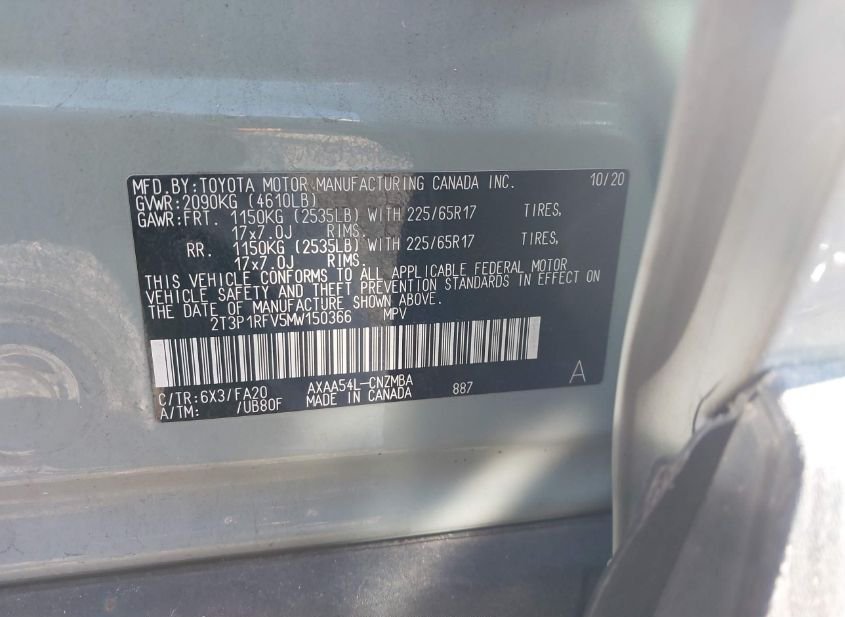 MFD.BY:TOYOTA MOTOR MANUFACTURING CANADA INC. 10/20
GVWR:2090KG (4610LB)
GAWR:FRT. 1150KG (2535LB) WITH 225/65R17 TIRES,
17x7.0J RIMS.
RR. 1150KG (2535LB) WITH 225/65R17 TIRES,
17x7.0J RIMS.
THIS VEHICLE CONFORMS TO ALL APPLICABLE FEDERAL MOTOR
VEHICLE SAFETY AND THEFT PREVENTION STANDARDS IN EFFECT ON
THE DATE OF MANUFACTURE SHOWN ABOVE.
2T3P1RFV5MW150366 MPV
C/TR:6X3/FA20 AXAA54L-CNZMBA 887 A
A/TM: /UB80F MADE IN CANADA